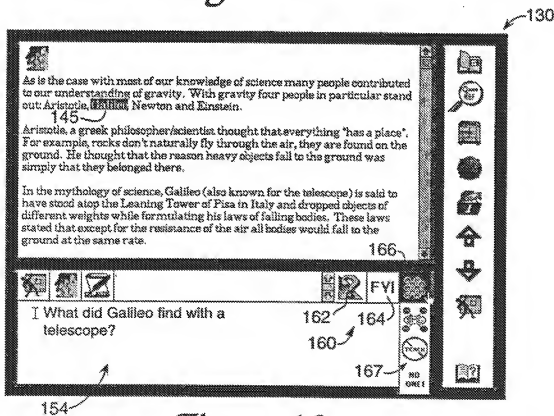 130
As is the case with most of our knowledge of science many people contributed
to our understanding of gravity. With gravity four people in particular stand
out: Aristotle, Galileo, Newton and Einstein.
145
Aristotle, a greek philosopher/scientist thought that everything "has a place".
For example, rocks don't naturally fly through the air, they are found on the
ground. He thought that the reason heavy objects fall to the ground was
simply that they belonged there.
In the mythology of science, Galileo (also known for the telescope) is said to
have stood atop the Leaning Tower of Pisa in Italy and dropped objects of
different weights while formulating his laws of falling bodies. These laws
stated that except for the resistance of the air all bodies would fall to the
ground at the same rate.
166
FYI
What did Galileo find with a
telescope?
162
164
160
167
NO
ONE!
154